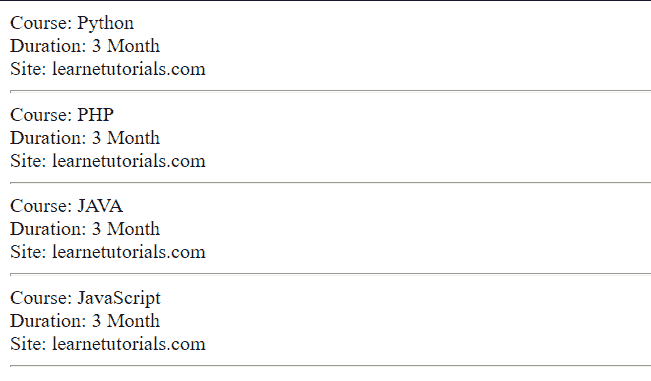 Course: Python
Duration: 3 Month
Site: learnetutorials.com
Course: PHP
Duration: 3 Month
Site: learnetutorials.com
Course: JAVA
Duration: 3 Month
Site: learnetutorials.com
Course: JavaScript
Duration: 3 Month
Site: learnetutorials.com